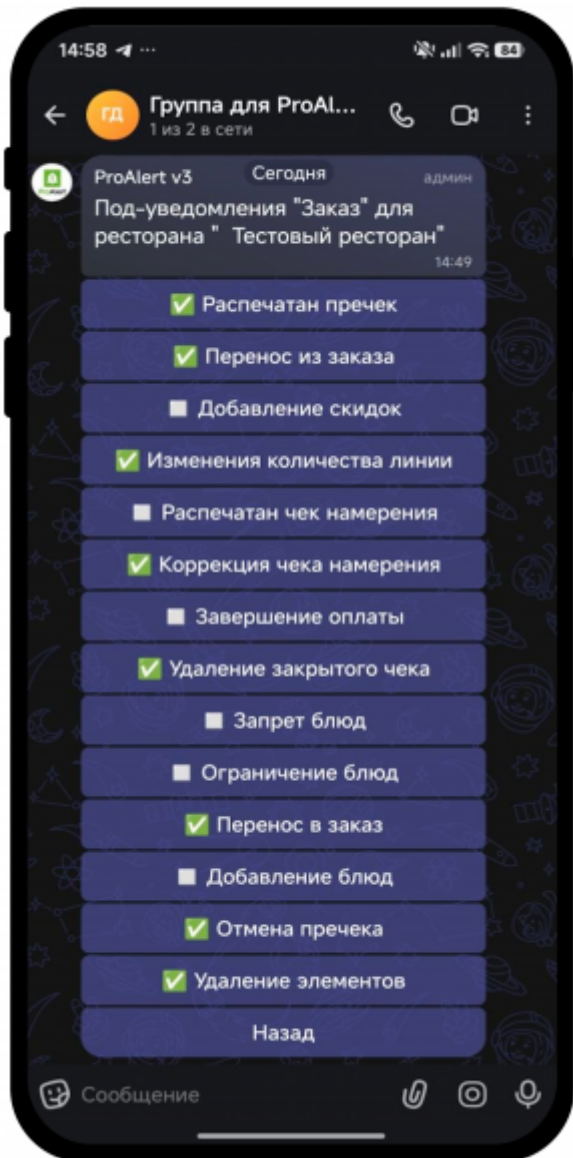 14:58 ···
84
Группа для ProAl...
ГД
1 из 2 в сети
Сегодня
ProAlert v3 админ
Под-уведомления "Заказ" для
ресторана " Тестовый ресторан"
14:49
✅ Распечатан пречек
✅ Перенос из заказа
◻️ Добавление скидок
✅ Изменения количества линии
◻️ Распечатан чек намерения
✅ Коррекция чека намерения
◻️ Завершение оплаты
✅ Удаление закрытого чека
◻️ Запрет блюд
◻️ Ограничение блюд
✅ Перенос в заказ
◻️ Добавление блюд
✅ Отмена пречека
✅ Удаление элементов
Назад
Сообщение